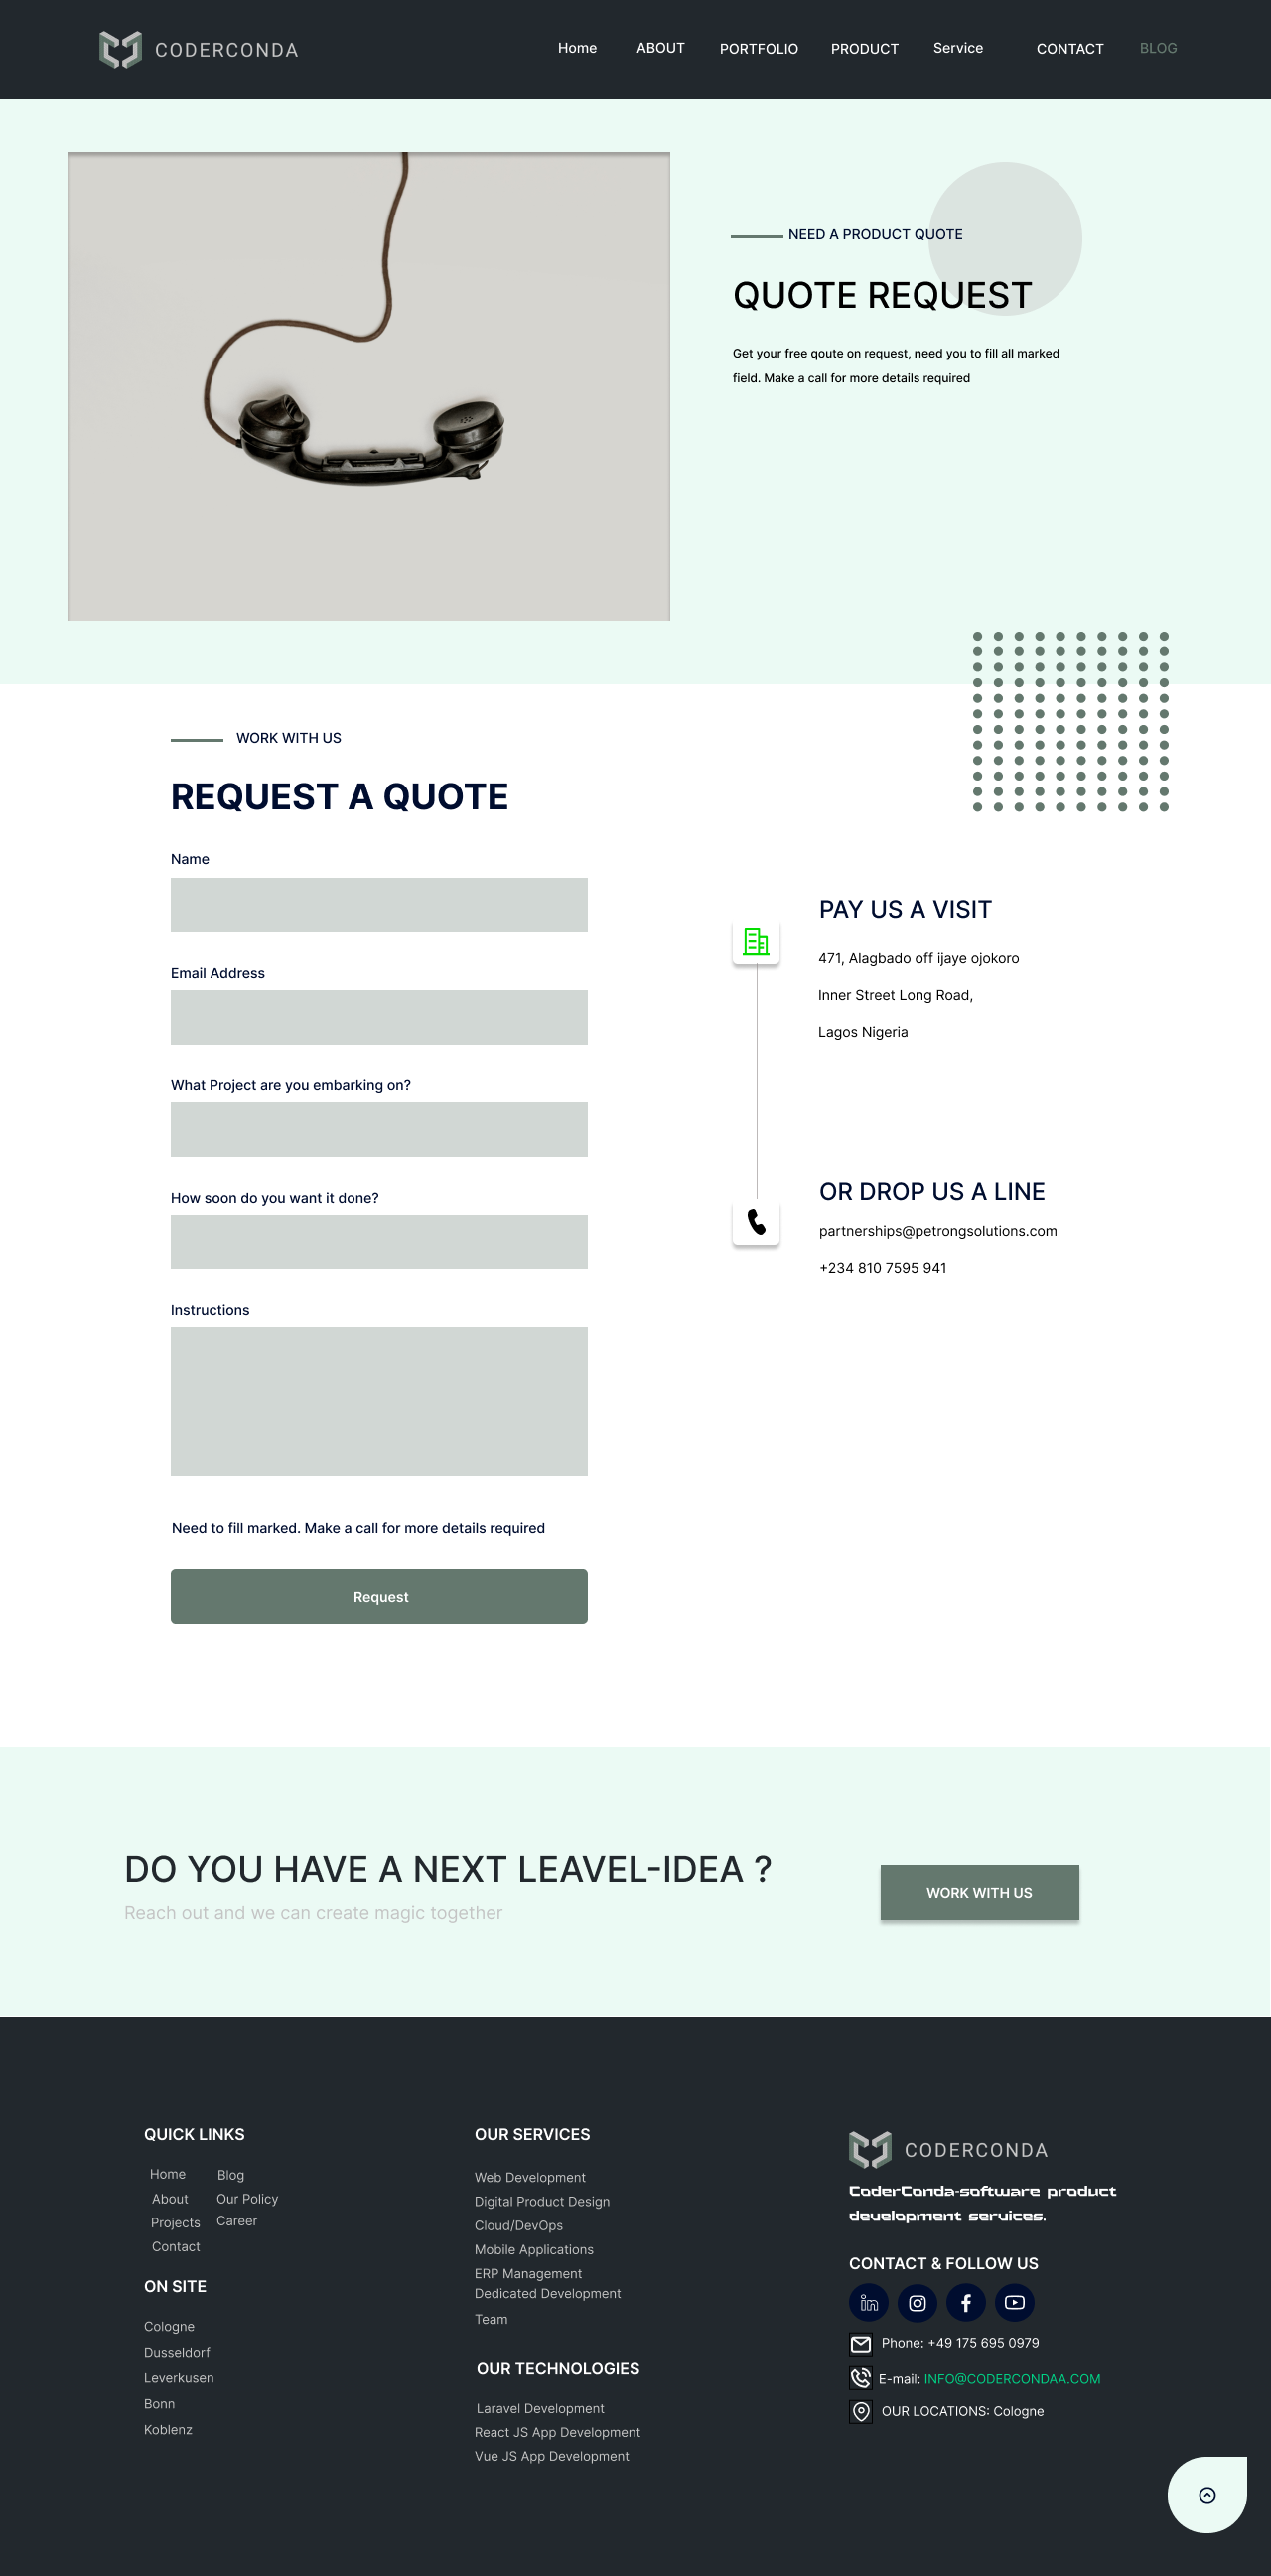 CODERCONDA
Home ABOUT PORTFOLIO PRODUCT Service CONTACT BLOG
NEED A PRODUCT QUOTE
QUOTE REQUEST
Get your free qoute on request, need you to fill all marked
field. Make a call for more details required
WORK WITH US
REQUEST A QUOTE
Name
Email Address
What Project are you embarking on?
How soon do you want it done?
Instructions
Need to fill marked. Make a call for more details required
Request
PAY US A VISIT
471, Alagbado off ijaye ojokoro
Inner Street Long Road,
Lagos Nigeria
OR DROP US A LINE
partnerships@petrongsolutions.com
+234 810 7595 941
DO YOU HAVE A NEXT LEAVEL-IDEA ?
Reach out and we can create magic together
WORK WITH US
QUICK LINKS
Home Blog
About Our Policy
Projects Career
Contact
ON SITE
Cologne
Dusseldorf
Leverkusen
Bonn
Koblenz
OUR SERVICES
Web Development
Digital Product Design
Cloud/DevOps
Mobile Applications
ERP Management
Dedicated Development
Team
OUR TECHNOLOGIES
Laravel Development
React JS App Development
Vue JS App Development
CODERCONDA
CoderConda-software product
development services.
CONTACT & FOLLOW US
in
Phone: +49 175 695 0979
E-mail: INFO@CODERCONDAA.COM
OUR LOCATIONS: Cologne